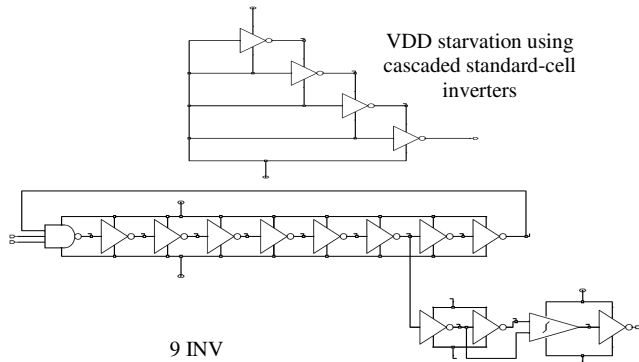 VDD starvation using
cascaded standard-cell
inverters
9 INV